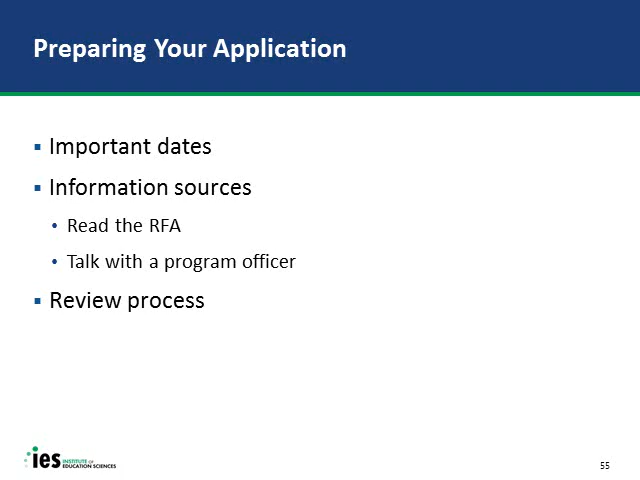 Preparing Your Application
Important dates
Information sources
Read the RFA
Talk with a program officer
Review process
ies INSTITUTE OF
EDUCATION SCIENCES
55